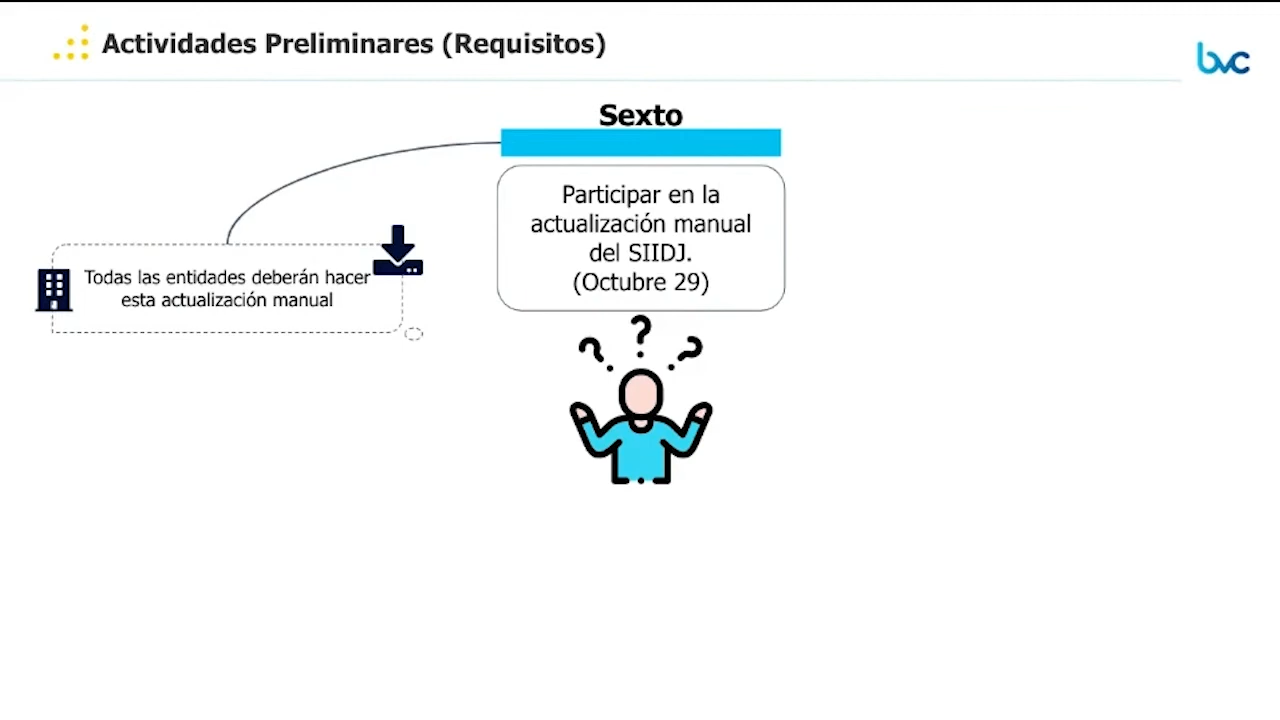 Actividades Preliminares (Requisitos)
bvc
Sexto
Participar en la
actualización manual
del SIIDJ.
(Octubre 29)
Todas las entidades deberán hacer
esta actualización manual
? ? ?